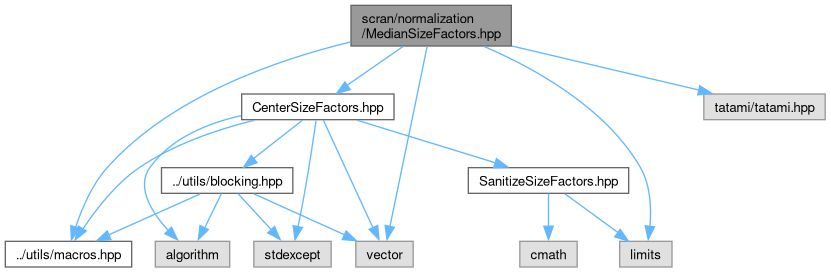 scran/normalization
/MedianSizeFactors.hpp
tatami/tatami.hpp
CenterSizeFactors.hpp
../utils/blocking.hpp
SanitizeSizeFactors.hpp
../utils/macros.hpp
algorithm
stdexcept
vector
cmath
limits